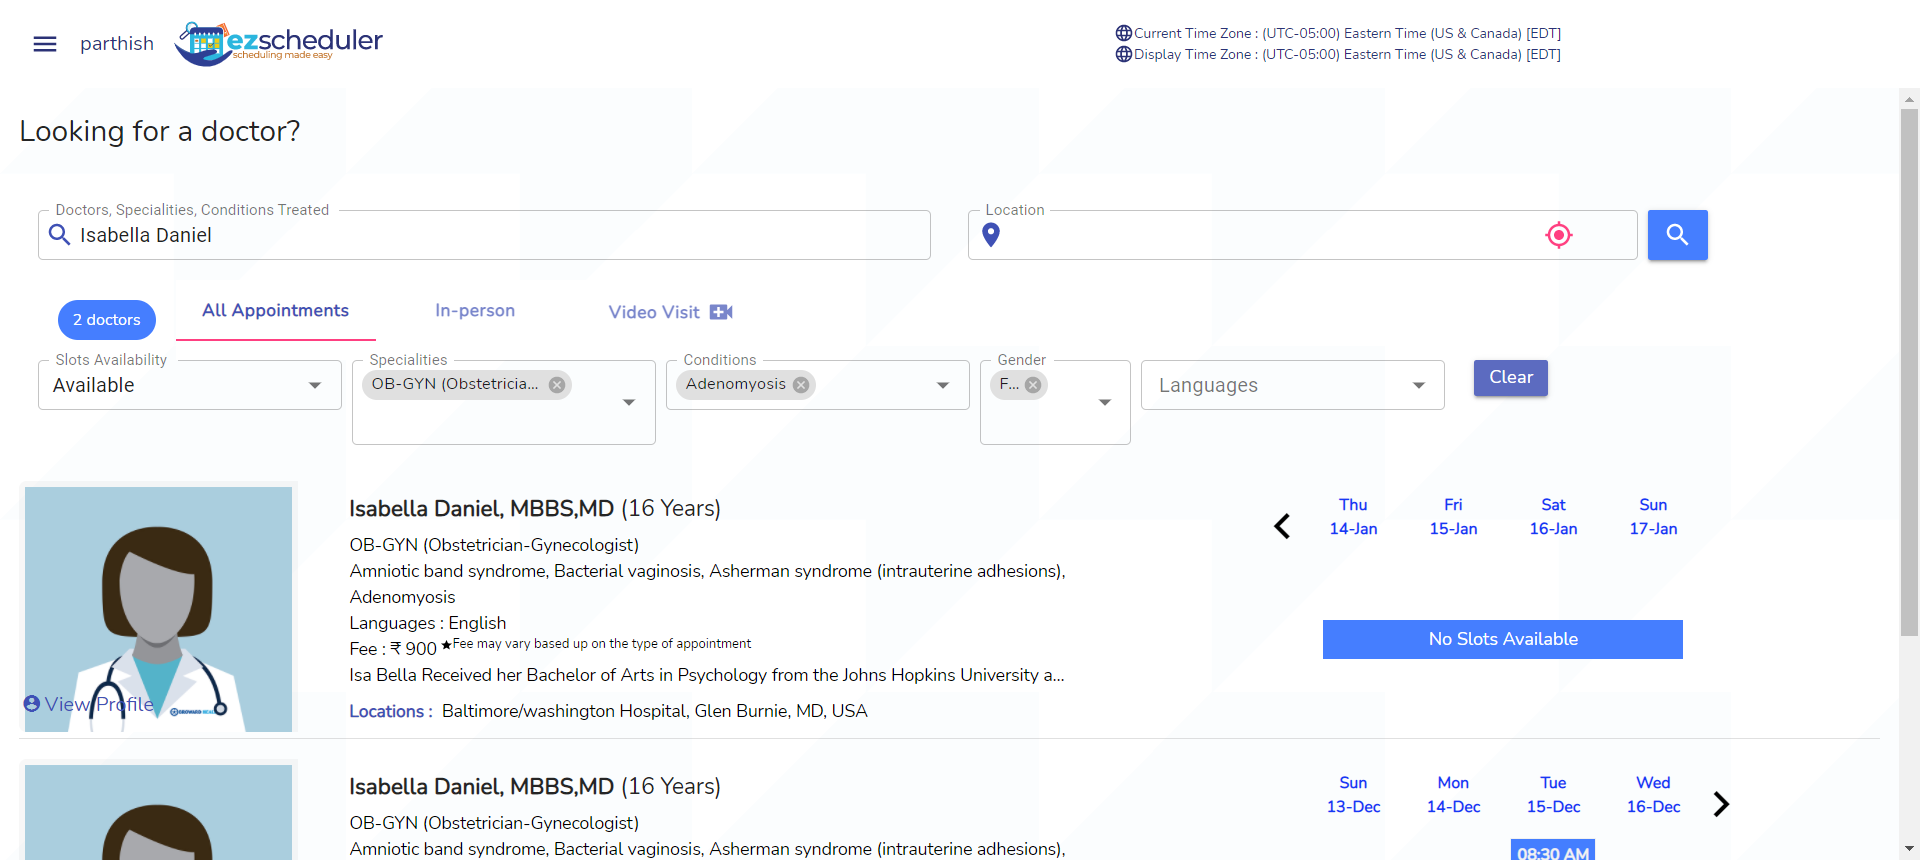 parthish
ezscheduler
scheduling made easy
Current Time Zone : (UTC-05:00) Eastern Time (US & Canada) [EDT]
Display Time Zone : (UTC-05:00) Eastern Time (US & Canada) [EDT]
Looking for a doctor?
Doctors, Specialities, Conditions Treated
Isabella Daniel
Location
2 doctors
All Appointments
In-person
Video Visit
Slots Availability
Available
Specialities
OB-GYN (Obstetricia...
Conditions
Adenomyosis
Gender
F...
Languages
Clear
Isabella Daniel, MBBS,MD (16 Years)
OB-GYN (Obstetrician-Gynecologist)
Amniotic band syndrome, Bacterial vaginosis, Asherman syndrome (intrauterine adhesions),
Adenomyosis
Languages : English
Fee : ₹ 900 ★Fee may vary based up on the type of appointment
Isa Bella Received her Bachelor of Arts in Psychology from the Johns Hopkins University a...
Locations : Baltimore/washington Hospital, Glen Burnie, MD, USA
View Profile
Thu Fri Sat Sun
14-Jan 15-Jan 16-Jan 17-Jan
No Slots Available
Isabella Daniel, MBBS,MD (16 Years)
OB-GYN (Obstetrician-Gynecologist)
Amniotic band syndrome, Bacterial vaginosis, Asherman syndrome (intrauterine adhesions),
Sun Mon Tue Wed
13-Dec 14-Dec 15-Dec 16-Dec
08:30 AM